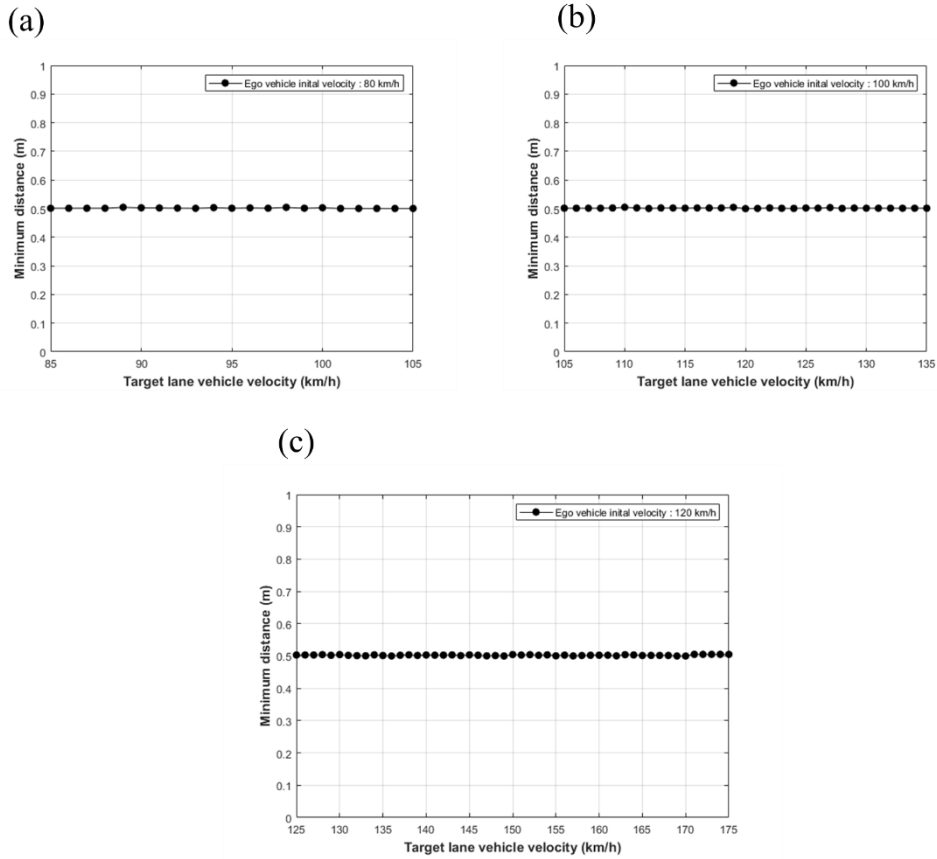 (a)
Ego vehicle inital velocity : 80 km/h
1
0.9
0.8
0.7
0.6
0.5
0.4
0.3
0.2
0.1
0
Minimum distance (m)
85 90 95 100 105
Target lane vehicle velocity (km/h)
(b)
Ego vehicle inital velocity : 100 km/h
1
0.9
0.8
0.7
0.6
0.5
0.4
0.3
0.2
0.1
0
Minimum distance (m)
105 110 115 120 125 130 135
Target lane vehicle velocity (km/h)
(c)
Ego vehicle inital velocity : 120 km/h
1
0.9
0.8
0.7
0.6
0.5
0.4
0.3
0.2
0.1
0
Minimum distance (m)
125 130 135 140 145 150 155 160 165 170 175
Target lane vehicle velocity (km/h)